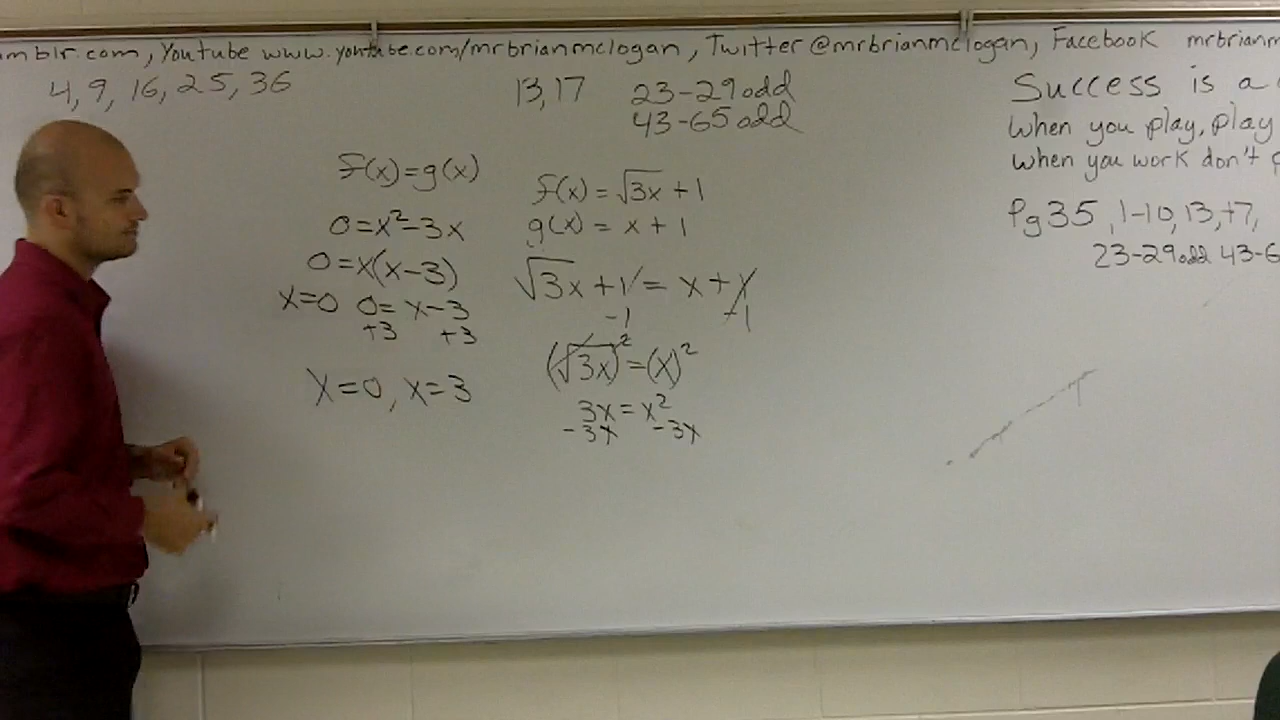 mblr.com, Youtube www.youtube.com/mrbrianmclogan, Twitter @mrbrianmclogan, Facebook mrbrianm
4, 9, 16, 25, 36
13, 17 23-29 odd
43-65 odd
Success is a
When you play, play
when you work don't
Pg 35, 1-10, 13, 17,
23-29 odd 43-6
f(x) = g(x)
0 = x² - 3x
0 = x(x - 3)
x = 0 0 = x - 3
+3 +3
x = 0, x = 3
f(x) = √3x + 1
g(x) = x + 1
√3x + 1 = x + 1
-1 -1
(√3x)² = (x)²
3x = x²
-3x -3x